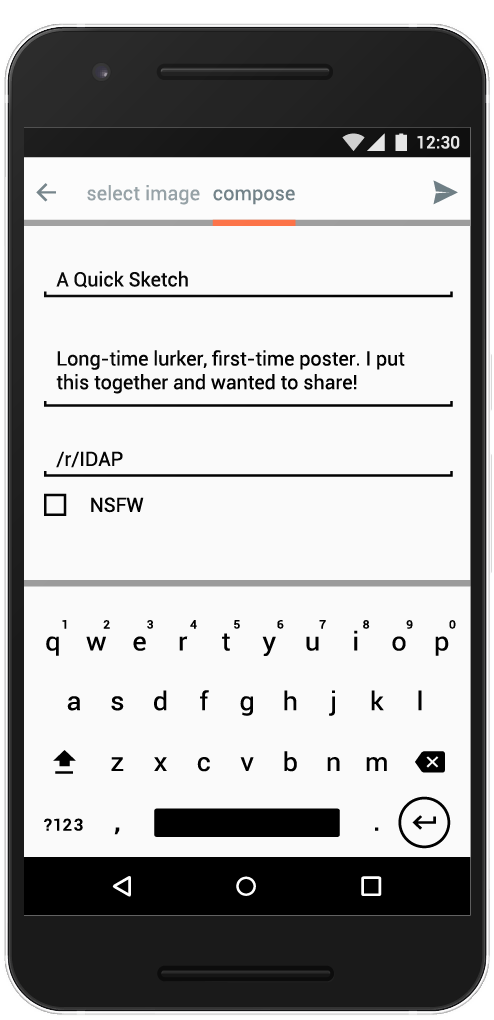 12:30
select image compose
A Quick Sketch
Long-time lurker, first-time poster. I put
this together and wanted to share!
/r/IDAP
NSFW
1 2 3 4 5 6 7 8 9 0
q w e r t y u i o p
a s d f g h j k l
z x c v b n m
?123 , .